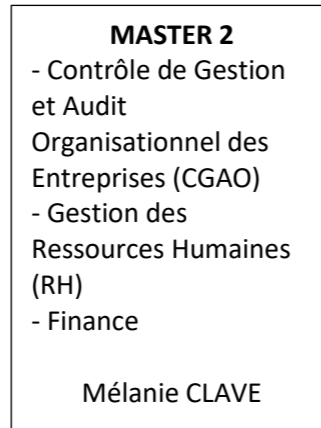 MASTER 2
- Contrôle de Gestion
et Audit
Organisationnel des
Entreprises (CGAO)
- Gestion des
Ressources Humaines
(RH)
- Finance
Mélanie CLAVE